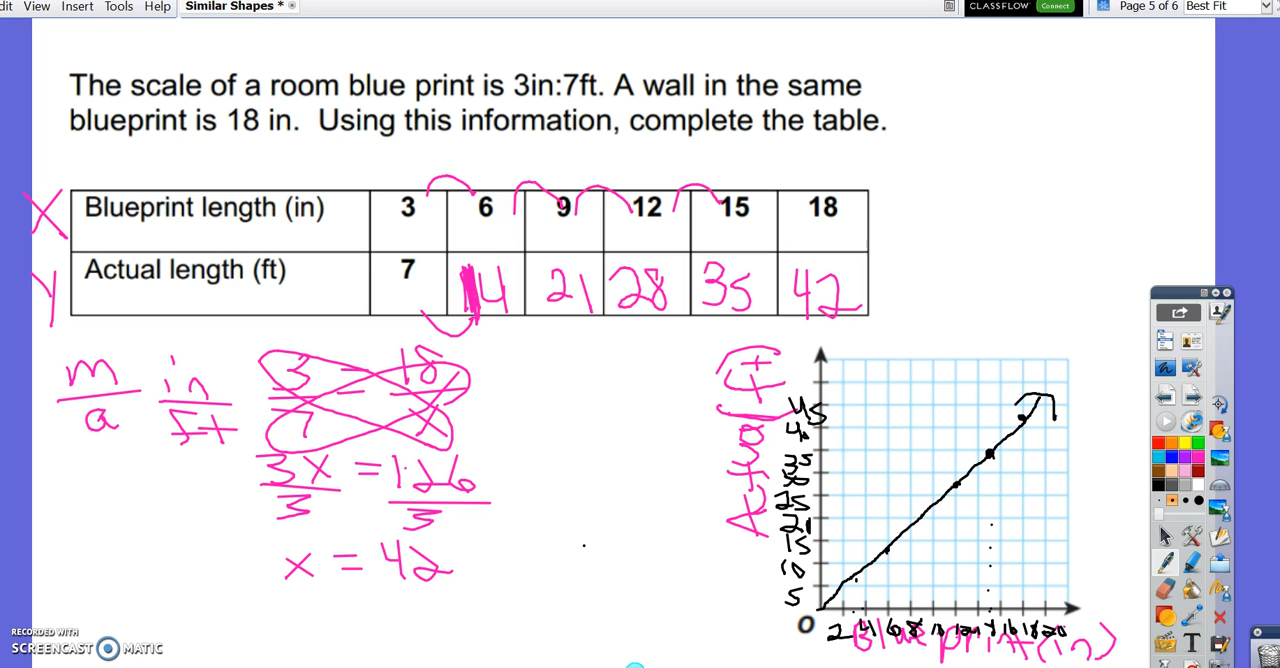 dit View Insert Tools Help Similar Shapes * CLASSFLOW Connect Page 5 of 6 Best Fit
The scale of a room blue print is 3in:7ft. A wall in the same
blueprint is 18 in. Using this information, complete the table.
X Blueprint length (in) 3 6 9 12 15 18
Y Actual length (ft) 7 14 21 28 35 42
m in 3 = 18
a ft 7 x
3x = 126
3 3
x = 42
Actual (ft)
45
40
35
30
25
20
15
10
5
O 2 4 6 8 10 12 14 16 18 20
Blue print (in)
RECORDED WITH
SCREENCAST MATIC